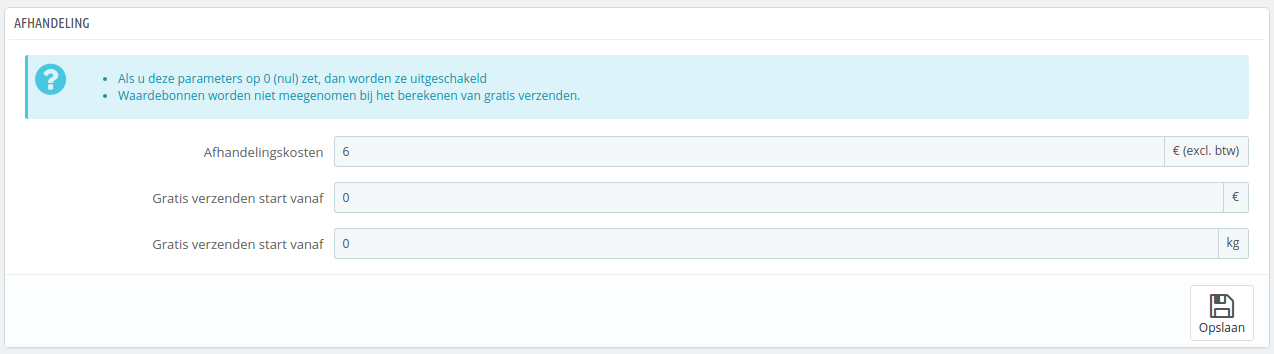 AFHANDELING
Als u deze parameters op 0 (nul) zet, dan worden ze uitgeschakeld
Waardebonnen worden niet meegenomen bij het berekenen van gratis verzenden.
Afhandelingskosten 6 € (excl. btw)
Gratis verzenden start vanaf 0 €
Gratis verzenden start vanaf 0 kg
Opslaan